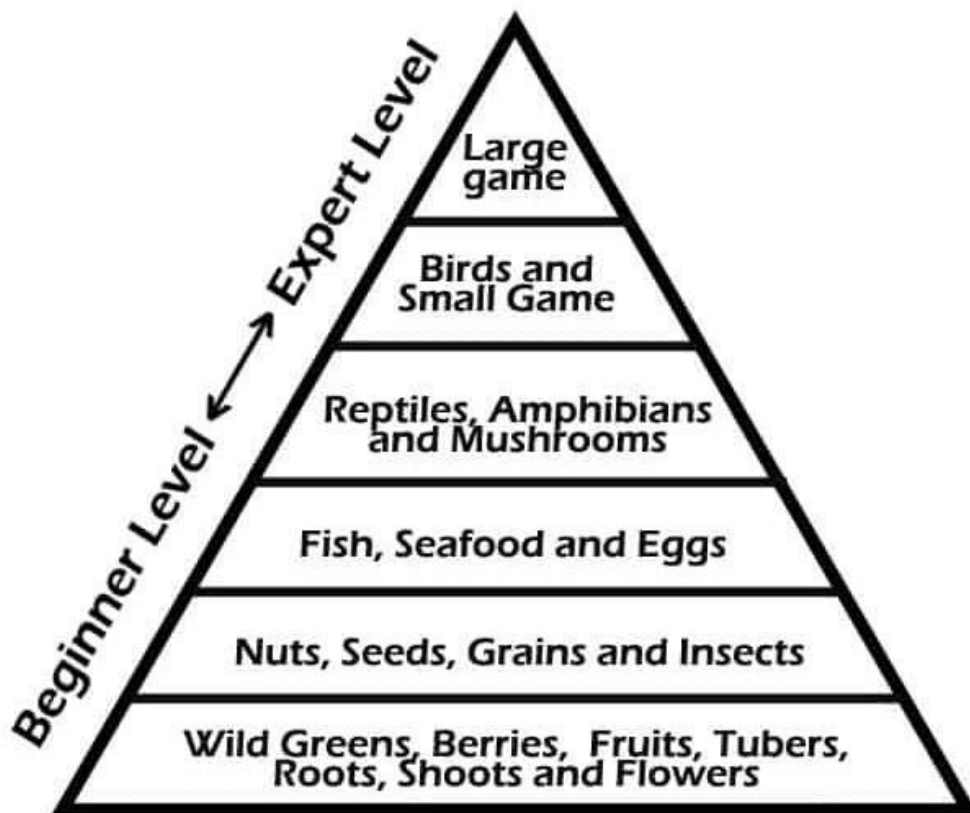 Expert Level
Beginner Level
Large
game
Birds and
Small Game
Reptiles, Amphibians
and Mushrooms
Fish, Seafood and Eggs
Nuts, Seeds, Grains and Insects
Wild Greens, Berries, Fruits, Tubers,
Roots, Shoots and Flowers